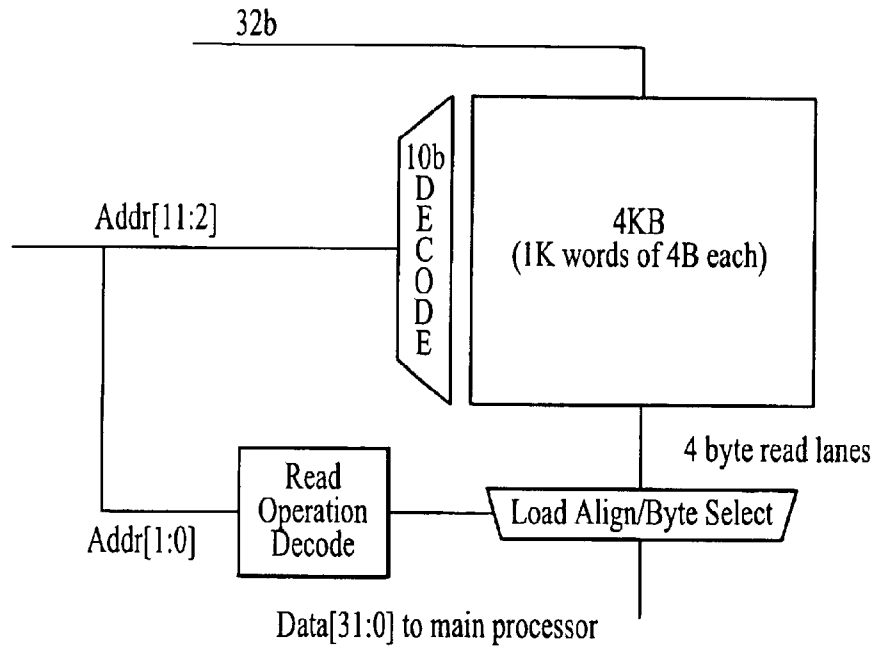 32b
10b
D
E
C
O
D
E
Addr[11:2]
4KB
(1K words of 4B each)
4 byte read lanes
Read
Operation
Decode
Load Align/Byte Select
Addr[1:0]
Data[31:0] to main processor